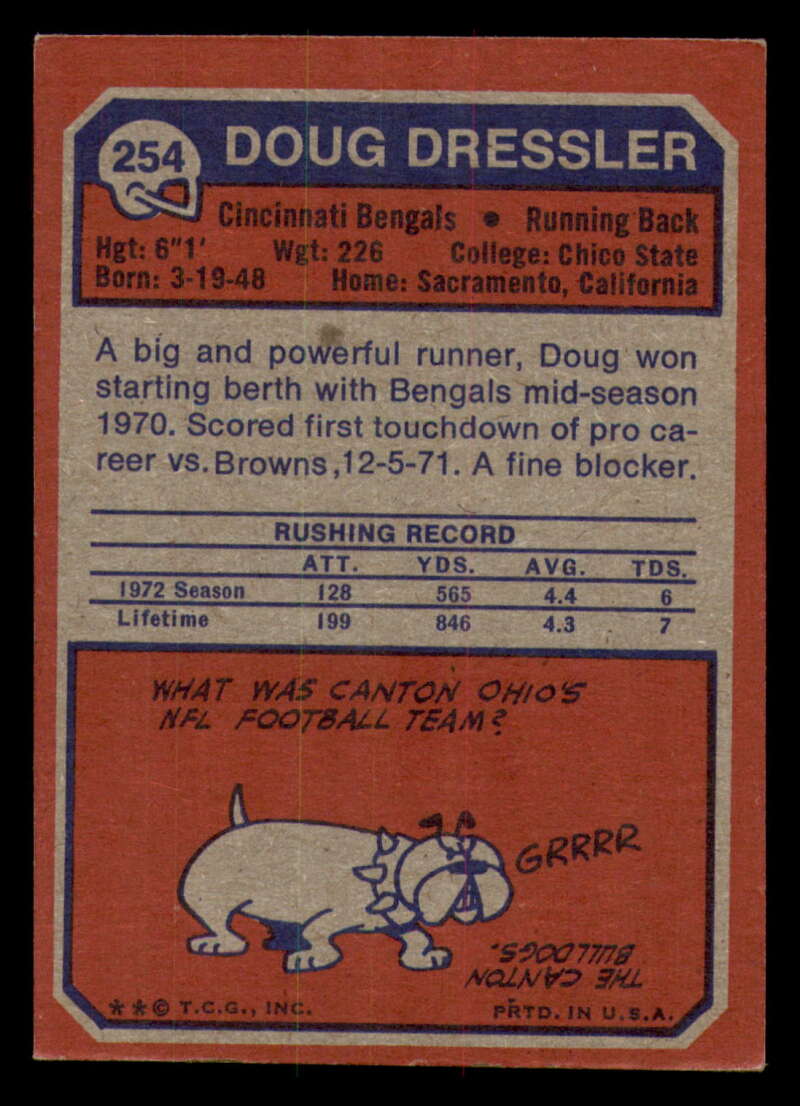 254 DOUG DRESSLER
Cincinnati Bengals • Running Back
Hgt: 6"1' Wgt: 226 College: Chico State
Born: 3-19-48 Home: Sacramento, California
A big and powerful runner, Doug won
starting berth with Bengals mid-season
1970. Scored first touchdown of pro ca-
reer vs. Browns, 12-5-71. A fine blocker.
RUSHING RECORD
ATT. YDS. AVG. TDS.
1972 Season 128 565 4.4 6
Lifetime 199 846 4.3 7
WHAT WAS CANTON OHIO'S
NFL FOOTBALL TEAM?
GRRRR
THE CANTON
BULLDOGS.
**© T.C.G., INC. PRTD. IN U.S.A.